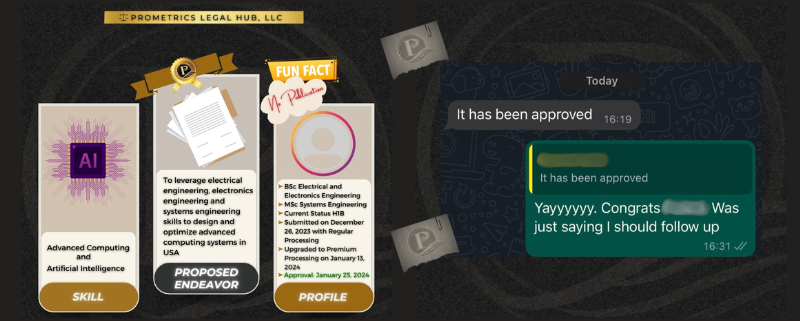 PROMETRICS LEGAL HUB, LLC
AI
Advanced Computing
and
Artificial Intelligence
SKILL
P
To leverage electrical
engineering, electronics
engineering and
systems engineering
skills to design and
optimize advanced
computing systems in
USA
PROPOSED
ENDEAVOR
FUN FACT
No Publication
➤ BSc Electrical and
Electronics Engineering
➤ MSc Systems Engineering
➤ Current Status H1B
➤ Submitted on December
26, 2023 with Regular
Processing
➤ Upgraded to Premium
Processing on January 13,
2024
➤ Approval: January 25, 2024
PROFILE
P
Today
It has been approved 16:19
It has been approved
Yayyyyyy. Congrats Was
just saying I should follow up
16:31
P